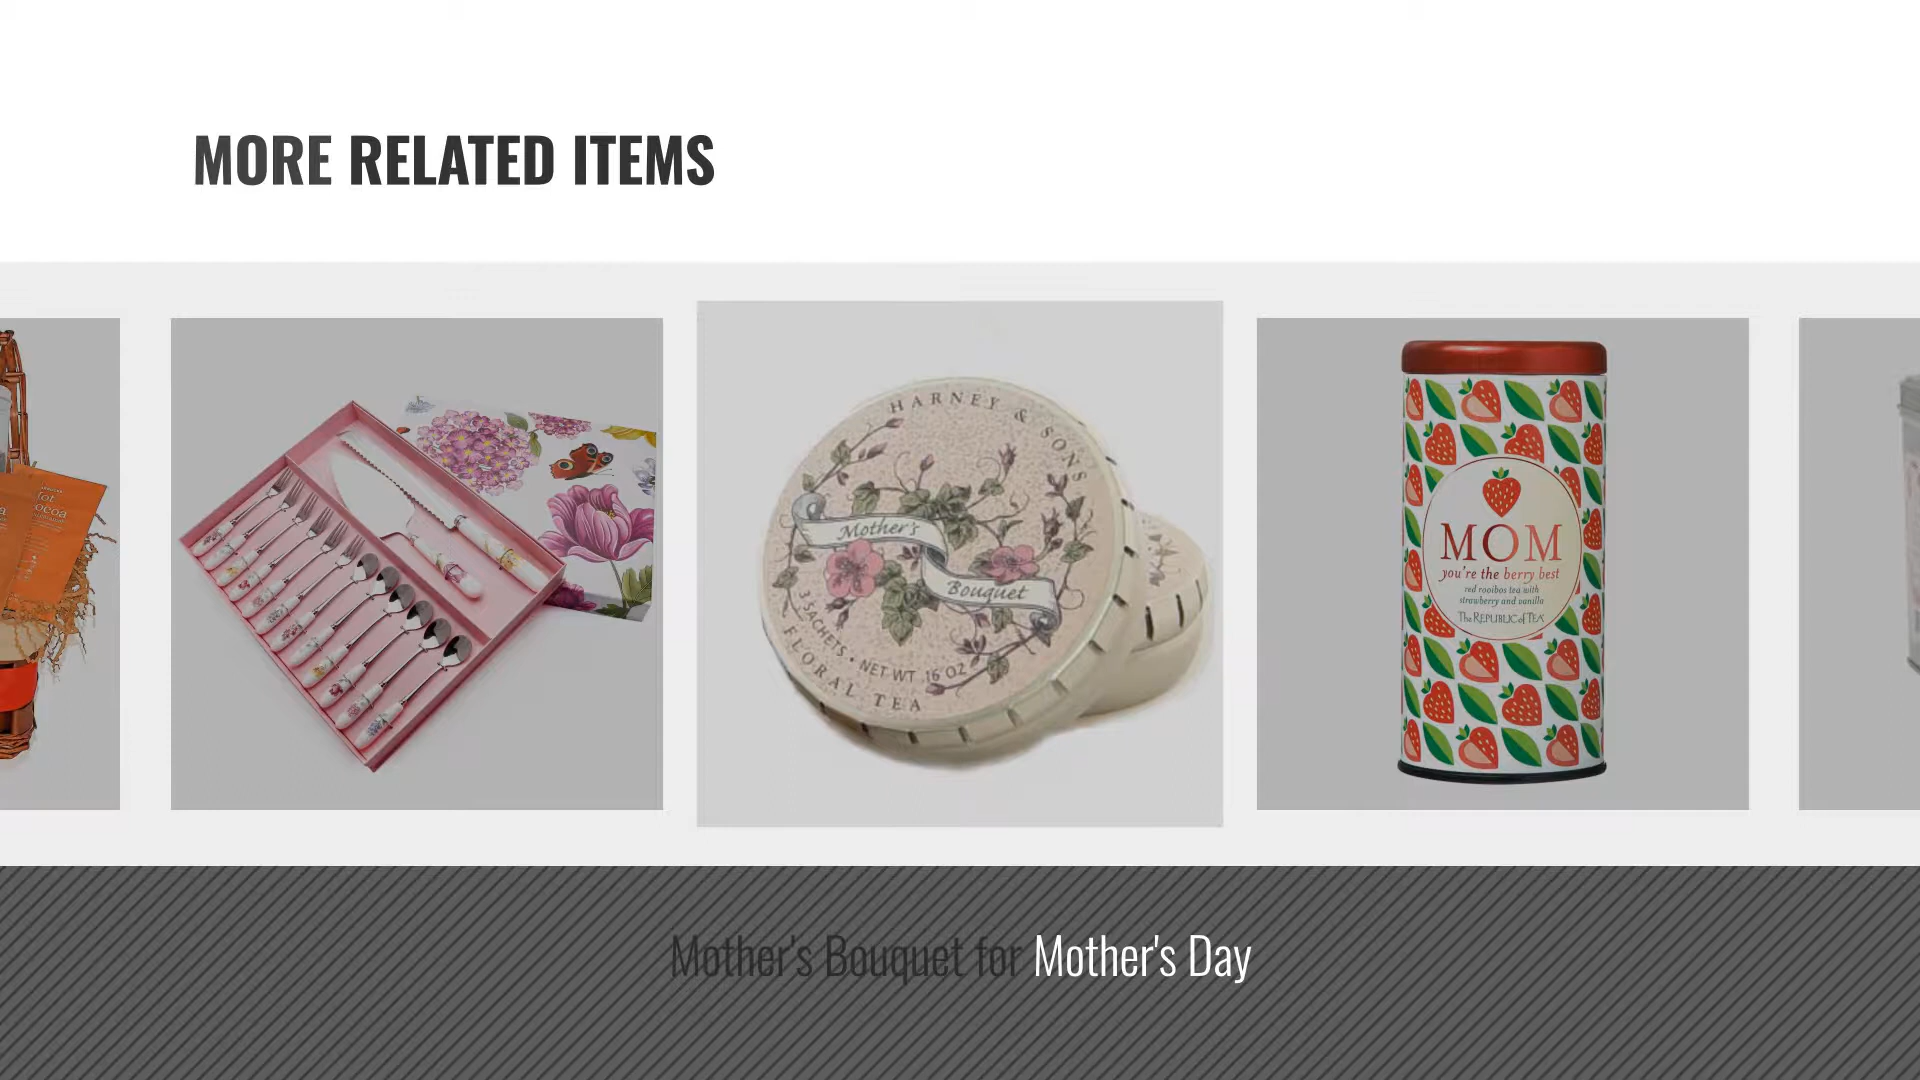 MORE RELATED ITEMS
HARNEY & SONS
Mother's
Bouquet
3 SACHETS • NET WT .16 OZ
FLORAL TEA
MOM
you're the berry best
red rooibos tea with
strawberry and vanilla
The REPUBLIC of TEA
Mother's Bouquet for Mother's Day